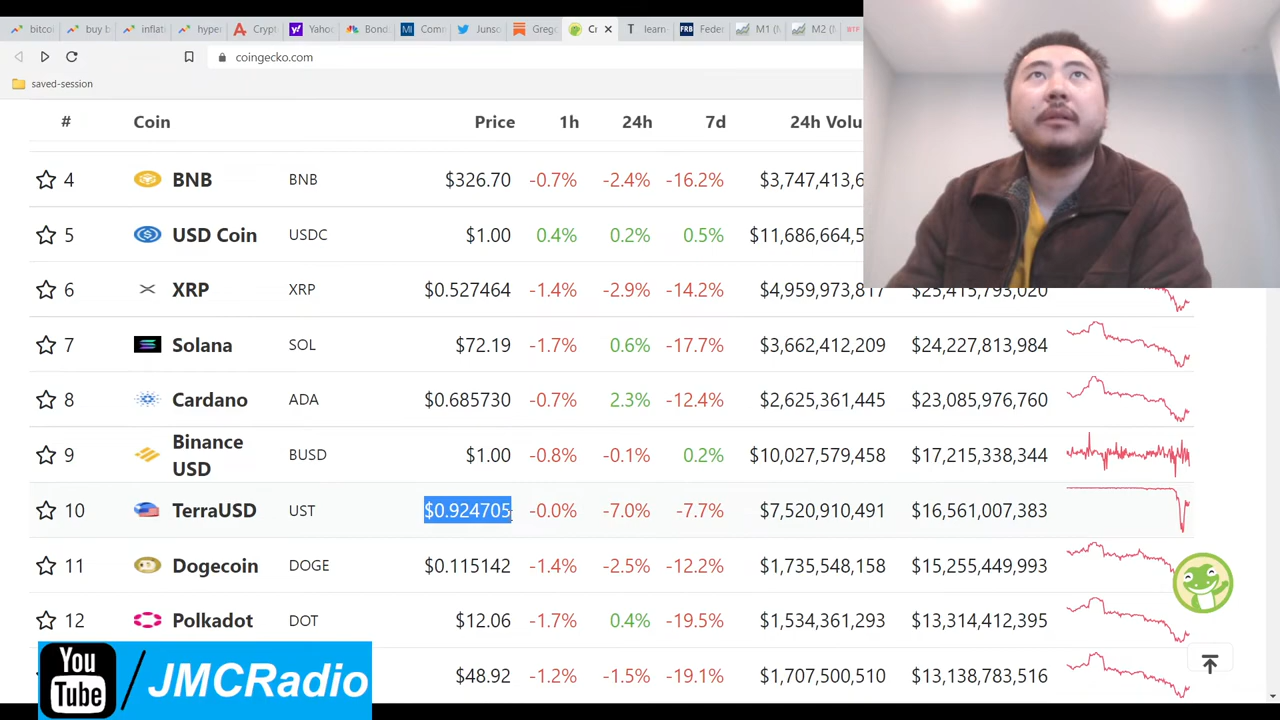 bitcoi
buy b
inflati
hyper
Crypt
Yahoo
Bond
Com
Junso
Greg
Cr
learn
Feder
M1 (
M2 (
coingecko.com
saved-session
# Coin Price 1h 24h 7d 24h Volu
4 BNB BNB $326.70 -0.7% -2.4% -16.2% $3,747,413,6
5 USD Coin USDC $1.00 0.4% 0.2% 0.5% $11,686,664,5
6 XRP XRP $0.527464 -1.4% -2.9% -14.2% $4,959,973,817 $25,415,793,020
7 Solana SOL $72.19 -1.7% 0.6% -17.7% $3,662,412,209 $24,227,813,984
8 Cardano ADA $0.685730 -0.7% 2.3% -12.4% $2,625,361,445 $23,085,976,760
9 Binance USD BUSD $1.00 -0.8% -0.1% 0.2% $10,027,579,458 $17,215,338,344
10 TerraUSD UST $0.924705 -0.0% -7.0% -7.7% $7,520,910,491 $16,561,007,383
11 Dogecoin DOGE $0.115142 -1.4% -2.5% -12.2% $1,735,548,158 $15,255,449,993
12 Polkadot DOT $12.06 -1.7% 0.4% -19.5% $1,534,361,293 $13,314,412,395
$48.92 -1.2% -1.5% -19.1% $1,707,500,510 $13,138,783,516
You Tube / JMCRadio